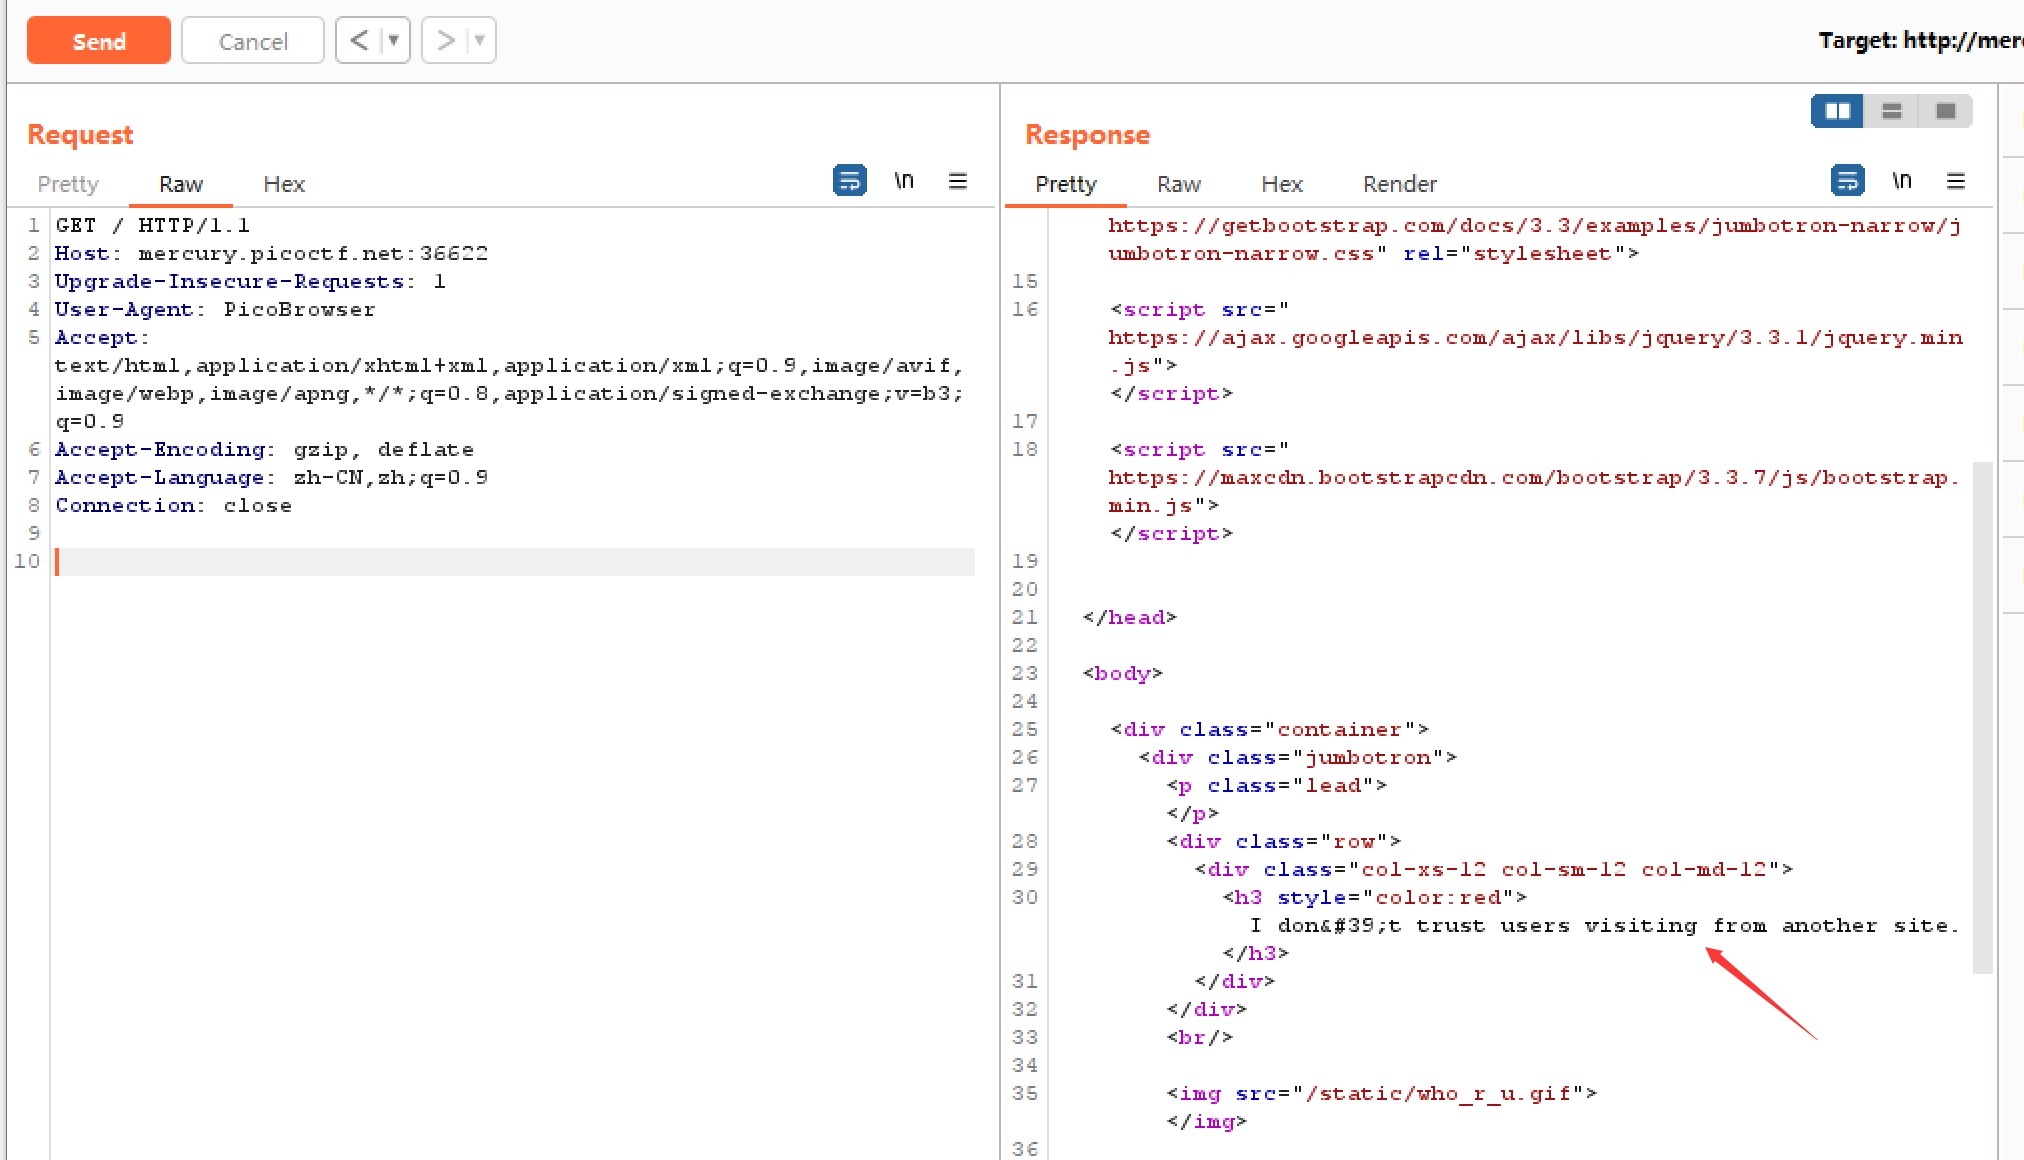 Send
Cancel
Target: http://mer
Request
Pretty
Raw
Hex
\n
1 GET / HTTP/1.1
2 Host: mercury.picoctf.net:36622
3 Upgrade-Insecure-Requests: 1
4 User-Agent: PicoBrowser
5 Accept:
text/html,application/xhtml+xml,application/xml;q=0.9,image/avif,
image/webp,image/apng,*/*;q=0.8,application/signed-exchange;v=b3;
q=0.9
6 Accept-Encoding: gzip, deflate
7 Accept-Language: zh-CN,zh;q=0.9
8 Connection: close
9
10
Response
Pretty
Raw
Hex
Render
\n
https://getbootstrap.com/docs/3.3/examples/jumbotron-narrow/j
umbotron-narrow.css" rel="stylesheet">
15
16 <script src="
https://ajax.googleapis.com/ajax/libs/jquery/3.3.1/jquery.min
.js">
</script>
17
18 <script src="
https://maxcdn.bootstrapcdn.com/bootstrap/3.3.7/js/bootstrap.
min.js">
</script>
19
20
21 </head>
22
23 <body>
24
25 <div class="container">
26 <div class="jumbotron">
27 <p class="lead">
</p>
28 <div class="row">
29 <div class="col-xs-12 col-sm-12 col-md-12">
30 <h3 style="color:red">
I don&#39;t trust users visiting from another site.
</h3>
31 </div>
32 </div>
33 <br/>
34
35 <img src="/static/who_r_u.gif">
</img>
36